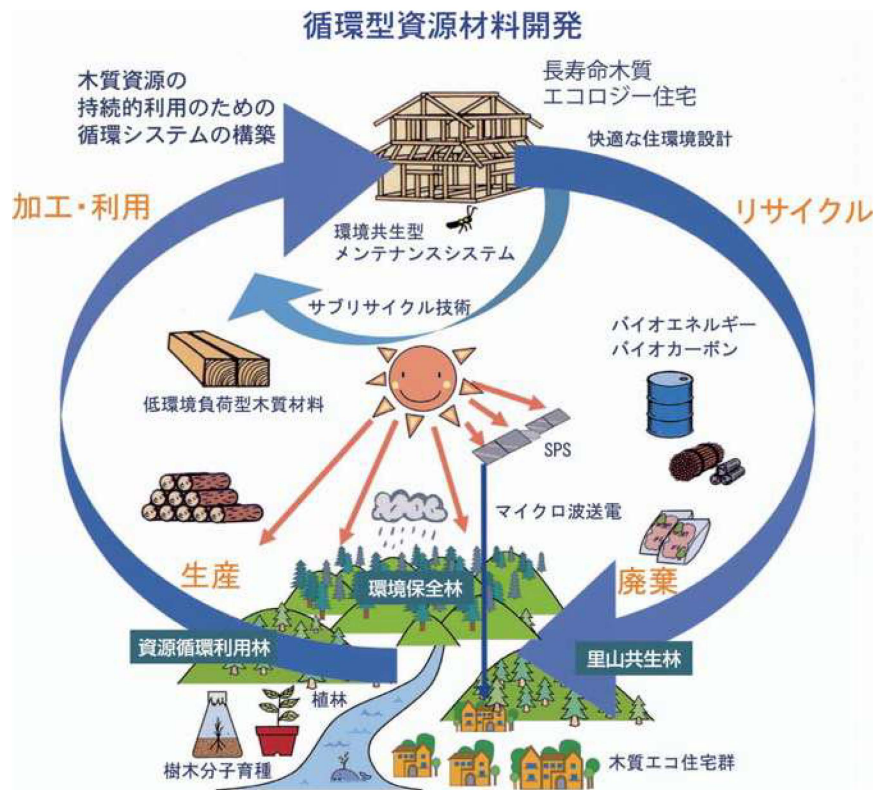 循環型資源材料開発
木質資源の
持続的利用のための
循環システムの構築
長寿命木質
エコロジー住宅
快適な住環境設計
加工・利用
リサイクル
環境共生型
メンテナンスシステム
サブリサイクル技術
バイオエネルギー
バイオカーボン
低環境負荷型木質材料
SPS
マイクロ波送電
生産
環境保全林
廃棄
資源循環利用林
里山共生林
植林
樹木分子育種
木質エコ住宅群